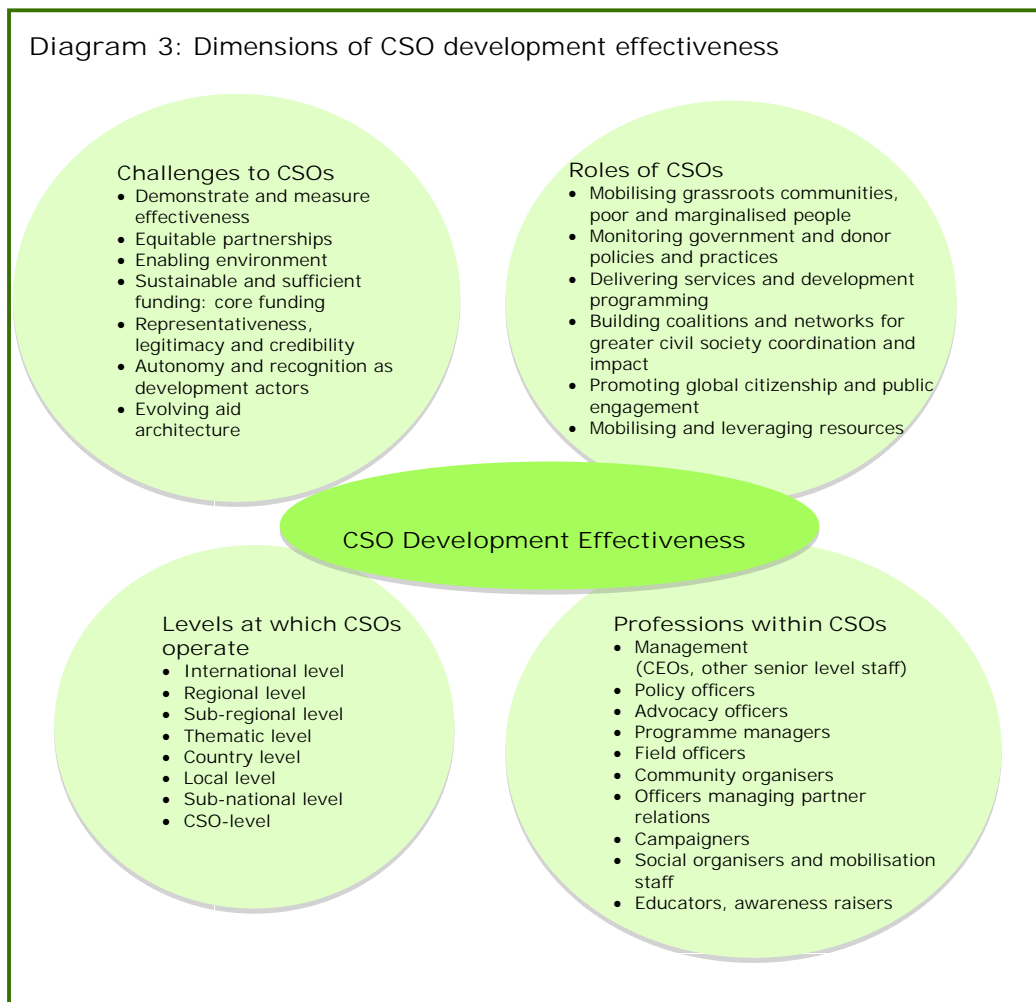 Diagram 3: Dimensions of CSO development effectiveness
Challenges to CSOs
• Demonstrate and measure
effectiveness
• Equitable partnerships
• Enabling environment
• Sustainable and sufficient
funding: core funding
• Representativeness,
legitimacy and credibility
• Autonomy and recognition as
development actors
• Evolving aid
architecture
Roles of CSOs
• Mobilising grassroots communities,
poor and marginalised people
• Monitoring government and donor
policies and practices
• Delivering services and development
programming
• Building coalitions and networks for
greater civil society coordination and
impact
• Promoting global citizenship and public
engagement
• Mobilising and leveraging resources
CSO Development Effectiveness
Levels at which CSOs
operate
• International level
• Regional level
• Sub-regional level
• Thematic level
• Country level
• Local level
• Sub-national level
• CSO-level
Professions within CSOs
• Management
(CEOs, other senior level staff)
• Policy officers
• Advocacy officers
• Programme managers
• Field officers
• Community organisers
• Officers managing partner
relations
• Campaigners
• Social organisers and mobilisation
staff
• Educators, awareness raisers